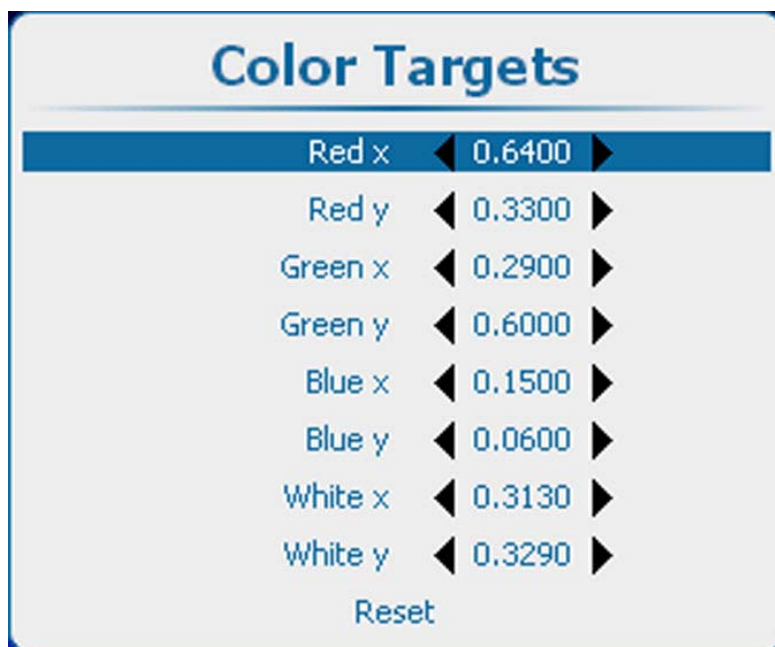 Color Targets
Red x 0.6400
Red y 0.3300
Green x 0.2900
Green y 0.6000
Blue x 0.1500
Blue y 0.0600
White x 0.3130
White y 0.3290
Reset